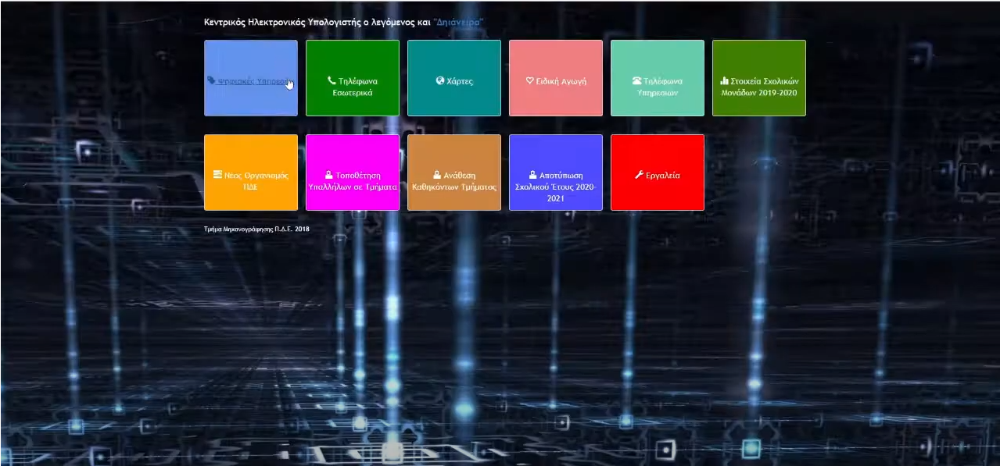 Κεντρικός Ηλεκτρονικός Υπολογιστής ο λεγόμενος και "Δηιάνειρα"
Ψηφιακές Υπηρεσίες
Τηλέφωνα
Εσωτερικά
Χάρτες
Ειδική Αγωγή
Τηλέφωνα
Υπηρεσιών
Στοιχεία Σχολικών
Μονάδων 2019-2020
Νέος Οργανισμός
ΠΔΕ
Τοποθέτηση
Υπαλλήλων σε Τμήματα
Ανάθεση
Καθηκόντων Τμήματος
Αποτύπωση
Σχολικού Έτους 2020-
2021
Εργαλεία
Τμήμα Μηχανογράφησης Π.Δ.Ε. 2018